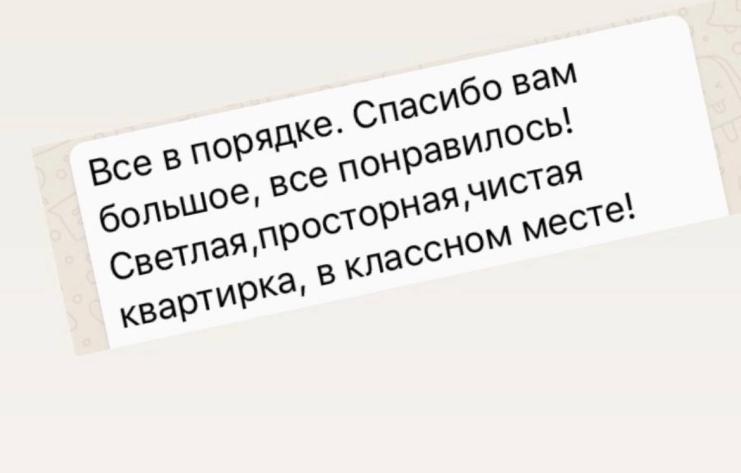 Все в порядке. Спасибо вам
большое, все понравилось!
Светлая,просторная,чистая
квартирка, в классном месте!